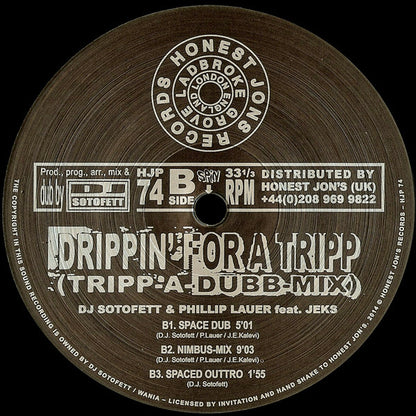 HONEST JONS RECORDS
LADBROKE GROVE
LONDON ENGLAND
Prod., prog., arr., mix &
dub by DJ SOTOFETT
HJP
74
B
SIDE
SPIN
33 1/3
RPM
DISTRIBUTED BY
HONEST JON'S (UK)
+44(0)208 969 9822
DRIPPIN' FOR A TRIPP
(TRIPP-A-DUBB-MIX)
DJ SOTOFETT & PHILLIP LAUER feat. JEKS
B1. SPACE DUB 5'01
(D.J. Sotofett / P.Lauer / J.E.Kalevi)
B2. NIMBUS-MIX 9'03
(D.J. Sotofett / P.Lauer / J.E.Kalevi)
B3. SPACED OUTTRO 1'55
(D.J. Sotofett)
THE COPYRIGHT IN THIS SOUND RECORDING IS OWNED BY DJ SOTOFETT / WANIA - LICENSED BY INVITATION AND HAND SHAKE TO HONEST JON'S. 2014 © HONEST JON'S RECORDS - HJP 74